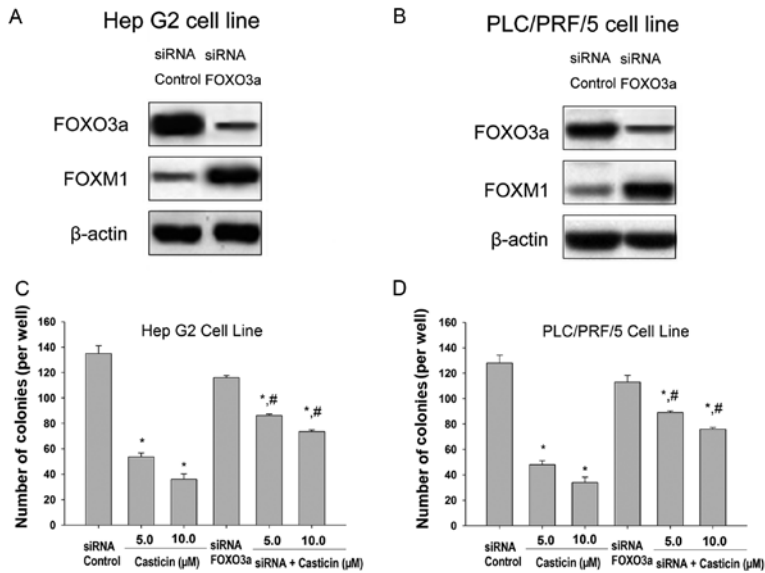 A
Hep G2 cell line
siRNA siRNA
Control FOXO3a
FOXO3a
FOXM1
β-actin
B
PLC/PRF/5 cell line
siRNA siRNA
Control FOXO3a
FOXO3a
FOXM1
β-actin
C
Hep G2 Cell Line
Number of colonies (per well)
160
140
120
100
80
60
40
20
0
*
*
*,#
*,#
siRNA Control
5.0
10.0
Casticin (µM)
siRNA FOXO3a
5.0
10.0
siRNA + Casticin (µM)
D
PLC/PRF/5 Cell Line
Number of colonies (per well)
160
140
120
100
80
60
40
20
0
*
*
*,#
*,#
siRNA Control
5.0
10.0
Casticin (µM)
siRNA FOXO3a
5.0
10.0
siRNA + Casticin (µM)